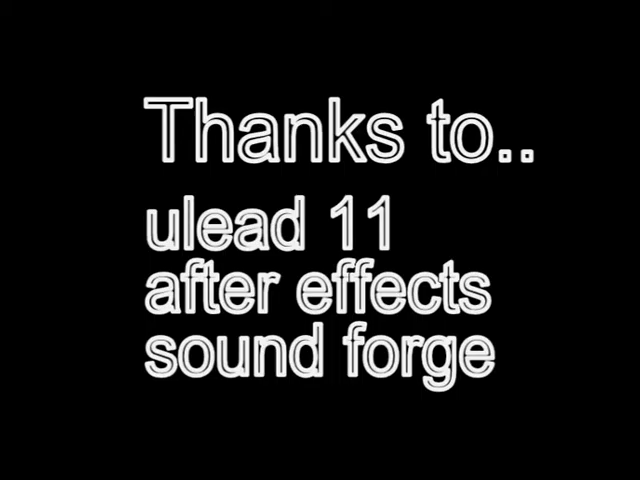 Thanks to..
ulead 11
after effects
sound forge